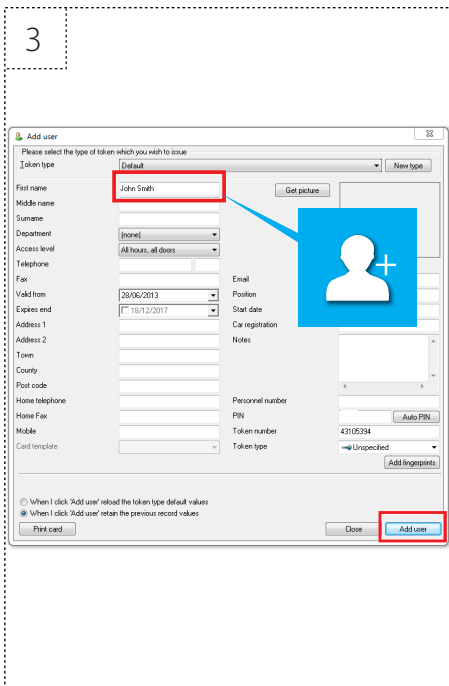 3
Add user
Please select the type of token which you wish to issue
Token type Default New type
First name John Smith Get picture
Middle name
Surname
Department (none)
Access level All hours, all doors
Telephone
Fax Email
Valid from 28/06/2013 Position
Expires end 18/12/2017 Start date
Address 1 Car registration
Address 2 Notes
Town
County
Post code
Home telephone Personnel number
Home Fax PIN Auto PIN
Mobile Token number 43105394
Card template Token type Unspecified
Add fingerprints
When I click 'Add user' reload the token type default values
When I click 'Add user' retain the previous record values
Print card Close Add user